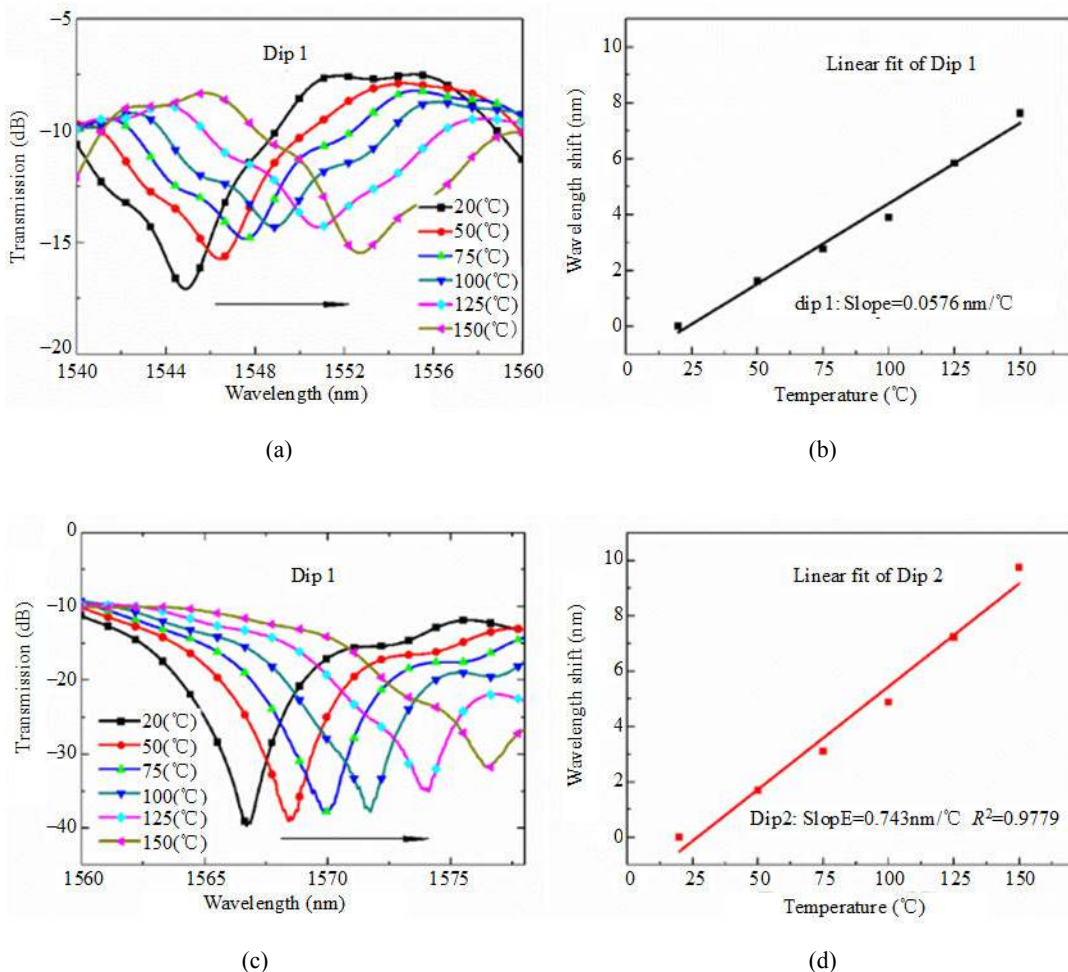 −5
−10
−15
−20
Transmission (dB)
Dip 1
20(℃)
50(℃)
75(℃)
100(℃)
125(℃)
150(℃)
1540 1544 1548 1552 1556 1560
Wavelength (nm)
(a)
10
8
6
4
2
0
Wavelength shift (nm)
Linear fit of Dip 1
dip 1: Slope=0.0576 nm/℃
0 25 50 75 100 125 150
Temperature (℃)
(b)
0
−10
−20
−30
−40
Transmission (dB)
Dip 1
20(℃)
50(℃)
75(℃)
100(℃)
125(℃)
150(℃)
1560 1565 1570 1575
Wavelength (nm)
(c)
10
8
6
4
2
0
Wavelength shift (nm)
Linear fit of Dip 2
Dip2: SlopE=0.743nm/℃ R²=0.9779
0 25 50 75 100 125 150
Temperature (℃)
(d)